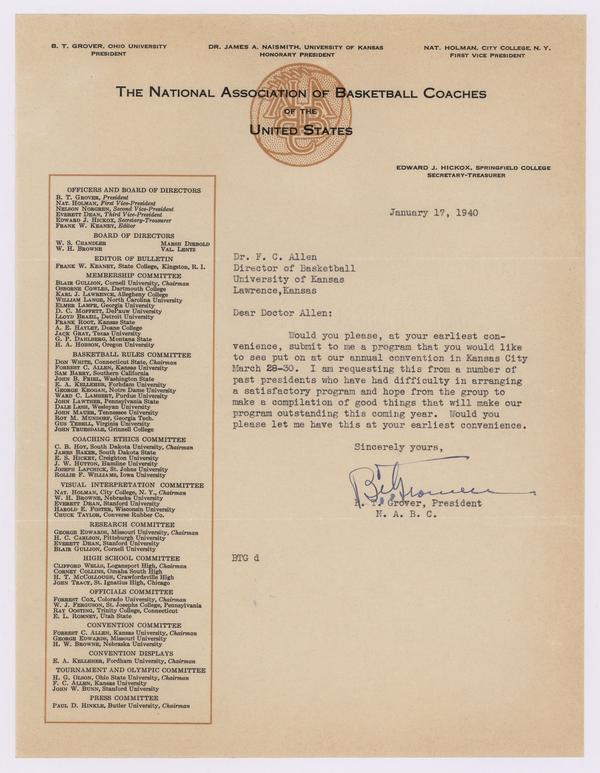 B. T. Grover, Ohio University
President
Dr. James A. Naismith, University of Kansas
Honorary President
Nat. Holman, City College, N. Y.
First Vice President
The National Association of Basketball Coaches
of the
United States
Edward J. Hickox, Springfield College
Secretary-Treasurer
OFFICERS AND BOARD OF DIRECTORS
B. T. Grover, President
Nat. Holman, First Vice-President
Nelson Norgren, Second Vice-President
Everett Dean, Third Vice-President
Edward J. Hickox, Secretary-Treasurer
Frank W. Keaney, Editor
BOARD OF DIRECTORS
W. S. Chandler Marsh Diebold
W. H. Browne Val. Lentz
EDITOR OF BULLETIN
Frank W. Keaney, State College, Kingston, R. I.
MEMBERSHIP COMMITTEE
Blair Gullion, Cornell University, Chairman
Osborne Cowles, Dartmouth College
Karl J. Lawrence, Allegheny College
William Lange, North Carolina University
Elmer Lampe, Georgia University
D. C. Moffett, DePauw University
Lloyd Brazil, Detroit University
Frank Root, Kansas State
A. E. Hayley, Doane College
Jack Gray, Texas University
G. P. Dahlberg, Montana State
H. A. Hobson, Oregon University
BASKETBALL RULES COMMITTEE
Don White, Connecticut State, Chairman
Forrest C. Allen, Kansas University
Sam Barry, Southern California
John B. Friel, Washington State
E. A. Kelleher, Fordham University
George Keogan, Notre Dame University
Ward C. Lambert, Purdue University
John Lawther, Pennsylvania State
Dale Lash, Wesleyan University
John Mauer, Tennessee University
Roy M. Mundorf, Georgia Tech.
Gus Tebell, Virginia University
John Truesdale, Grinnell College
COACHING ETHICS COMMITTEE
C. B. Hoy, South Dakota University, Chairman
James Baker, South Dakota State
E. S. Hickey, Creighton University
J. W. Hutton, Hamline University
Joseph Lapchick, St. Johns University
Rollie F. Williams, Iowa University
VISUAL INTERPRETATION COMMITTEE
Nat. Holman, City College, N. Y., Chairman
W. H. Browne, Nebraska University
Everett Dean, Stanford University
Harold E. Foster, Wisconsin University
Chuck Taylor, Converse Rubber Co.
RESEARCH COMMITTEE
George Edwards, Missouri University, Chairman
H. C. Carlson, Pittsburgh University
Everett Dean, Stanford University
Blair Gullion, Cornell University
HIGH SCHOOL COMMITTEE
Clifford Wells, Logansport High, Chairman
Corney Collins, Omaha South High
H. T. McCollough, Crawfordsville High
John Tracy, St. Ignatius High, Chicago
OFFICIALS COMMITTEE
Forrest Cox, Colorado University, Chairman
W. J. Ferguson, St. Josephs College, Pennsylvania
Ray Oosting, Trinity College, Connecticut
E. L. Romney, Utah State
CONVENTION COMMITTEE
Forrest C. Allen, Kansas University, Chairman
George Edwards, Missouri University
H. W. Browne, Nebraska University
CONVENTION DISPLAYS
E. A. Kelleher, Fordham University, Chairman
TOURNAMENT AND OLYMPIC COMMITTEE
H. G. Olson, Ohio State University, Chairman
F. C. Allen, Kansas University
John W. Bunn, Stanford University
PRESS COMMITTEE
Paul D. Hinkle, Butler University, Chairman
January 17, 1940
Dr. F. C. Allen
Director of Basketball
University of Kansas
Lawrence,Kansas
Dear Doctor Allen:
Would you please, at your earliest con-
venience, submit to me a program that you would like
to see put on at our annual convention in Kansas City
March 28-30. I am requesting this from a number of
past presidents who have had difficulty in arranging
a satisfactory program and hope from the group to
make a compilation of good things that will make our
program outstanding this coming year. Would you
please let me have this at your earliest convenience.
Sincerely yours,
B. T. Grover
Grover, President
N. A. B. C.
BTG d